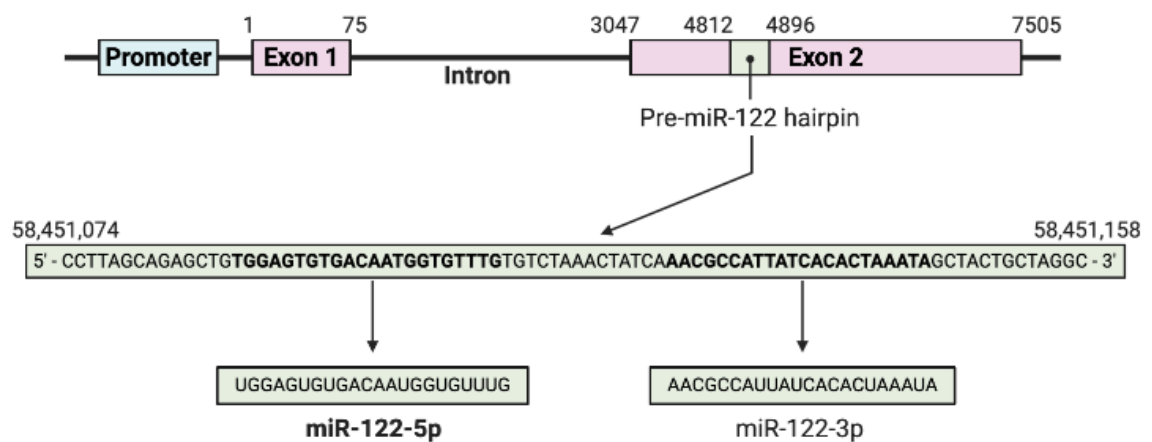 1 75 3047 4812 4896 7505
Promoter Exon 1 Exon 2
Intron
Pre-miR-122 hairpin
58,451,074 58,451,158
5' - CCTTAGCAGAGCTGTGGAGTGTGACAATGGTGTTTGTGTCTAAACTATCAAACGCCATTATCACACTAAATAGCTACTGCTAGGC - 3'
UGGAGUGUGACAAUGGUGUUUG AACGCCAUUAUCACACUAAAUA
miR-122-5p miR-122-3p